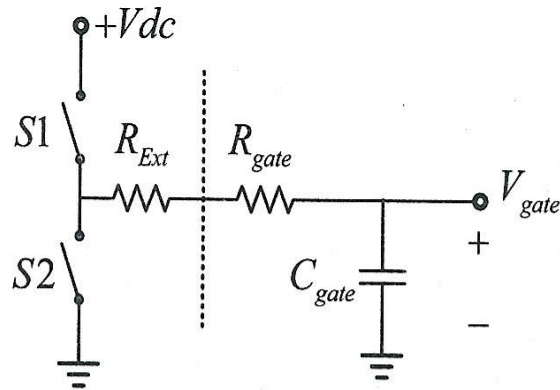 +Vdc
S1
R_Ext
R_gate
V_gate
+
S2
C_gate
−